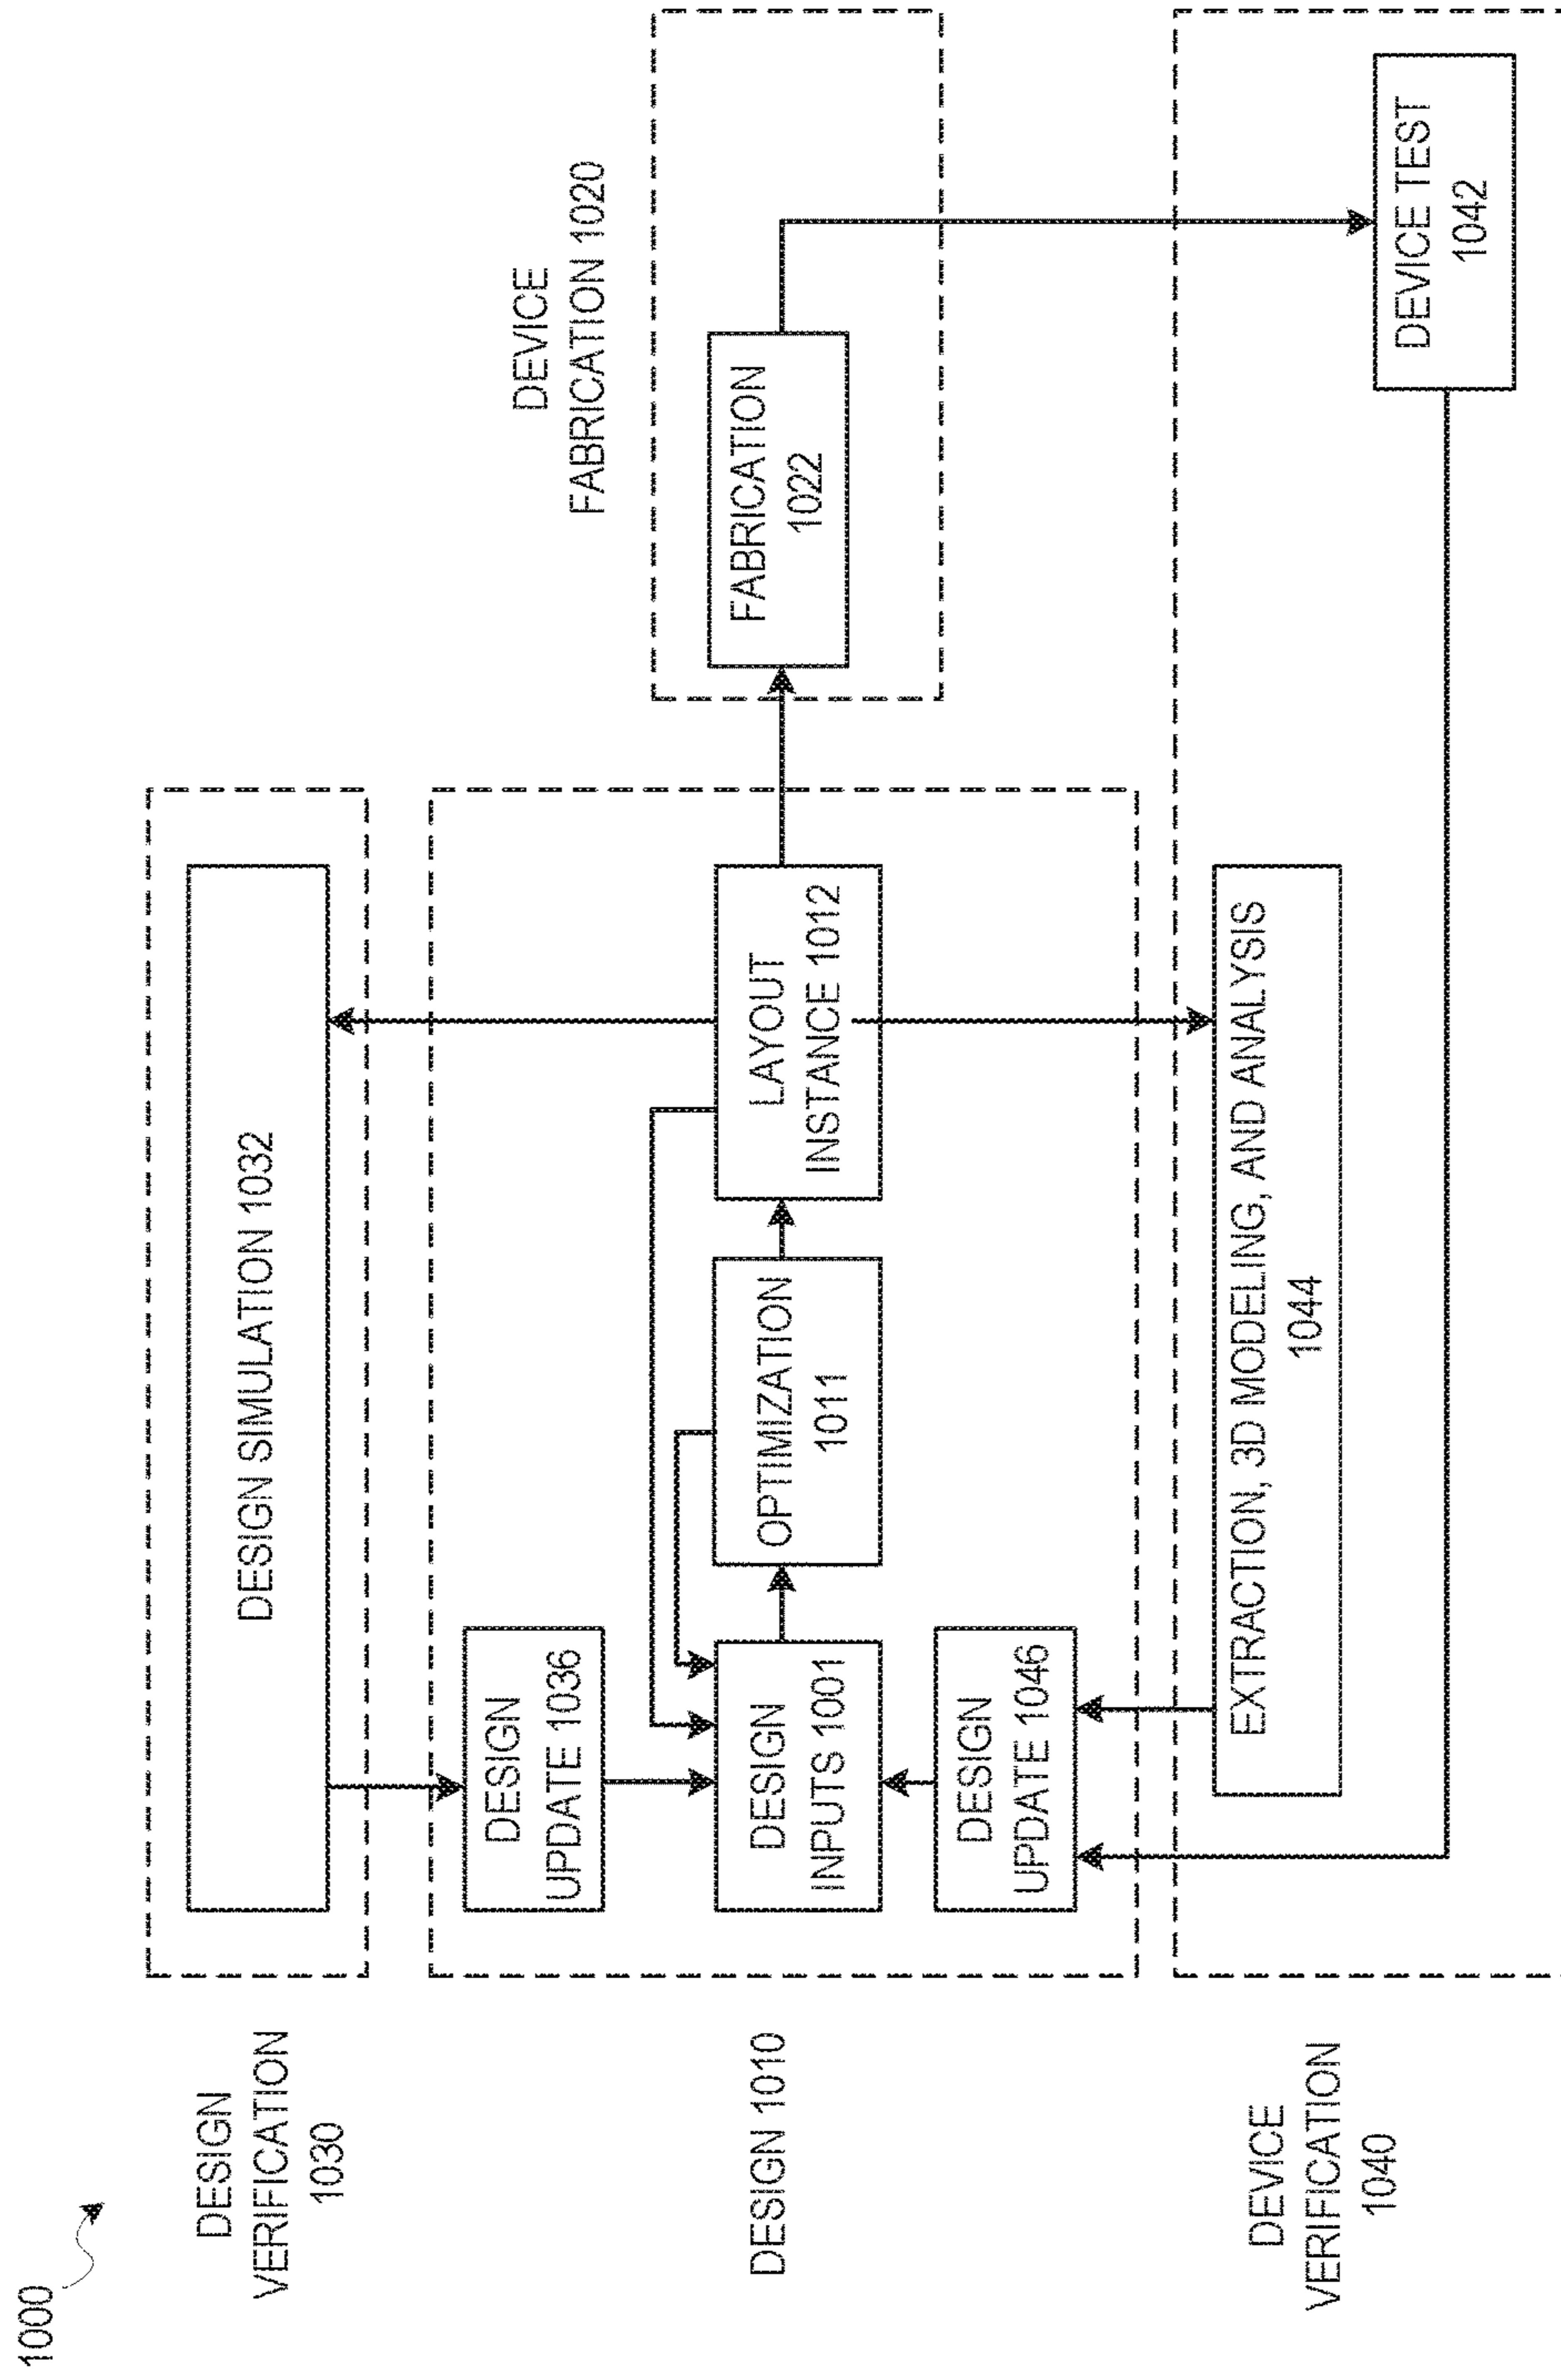 1000
DESIGN
VERIFICATION
1030
DESIGN SIMULATION 1032
DEVICE
FABRICATION 1020
DESIGN
UPDATE 1036
DESIGN 1010
DESIGN
INPUTS 1001
OPTIMIZATION
1011
LAYOUT
INSTANCE 1012
FABRICATION
1022
DESIGN
UPDATE 1046
DEVICE
VERIFICATION
1040
EXTRACTION, 3D MODELING, AND ANALYSIS
1044
DEVICE TEST
1042